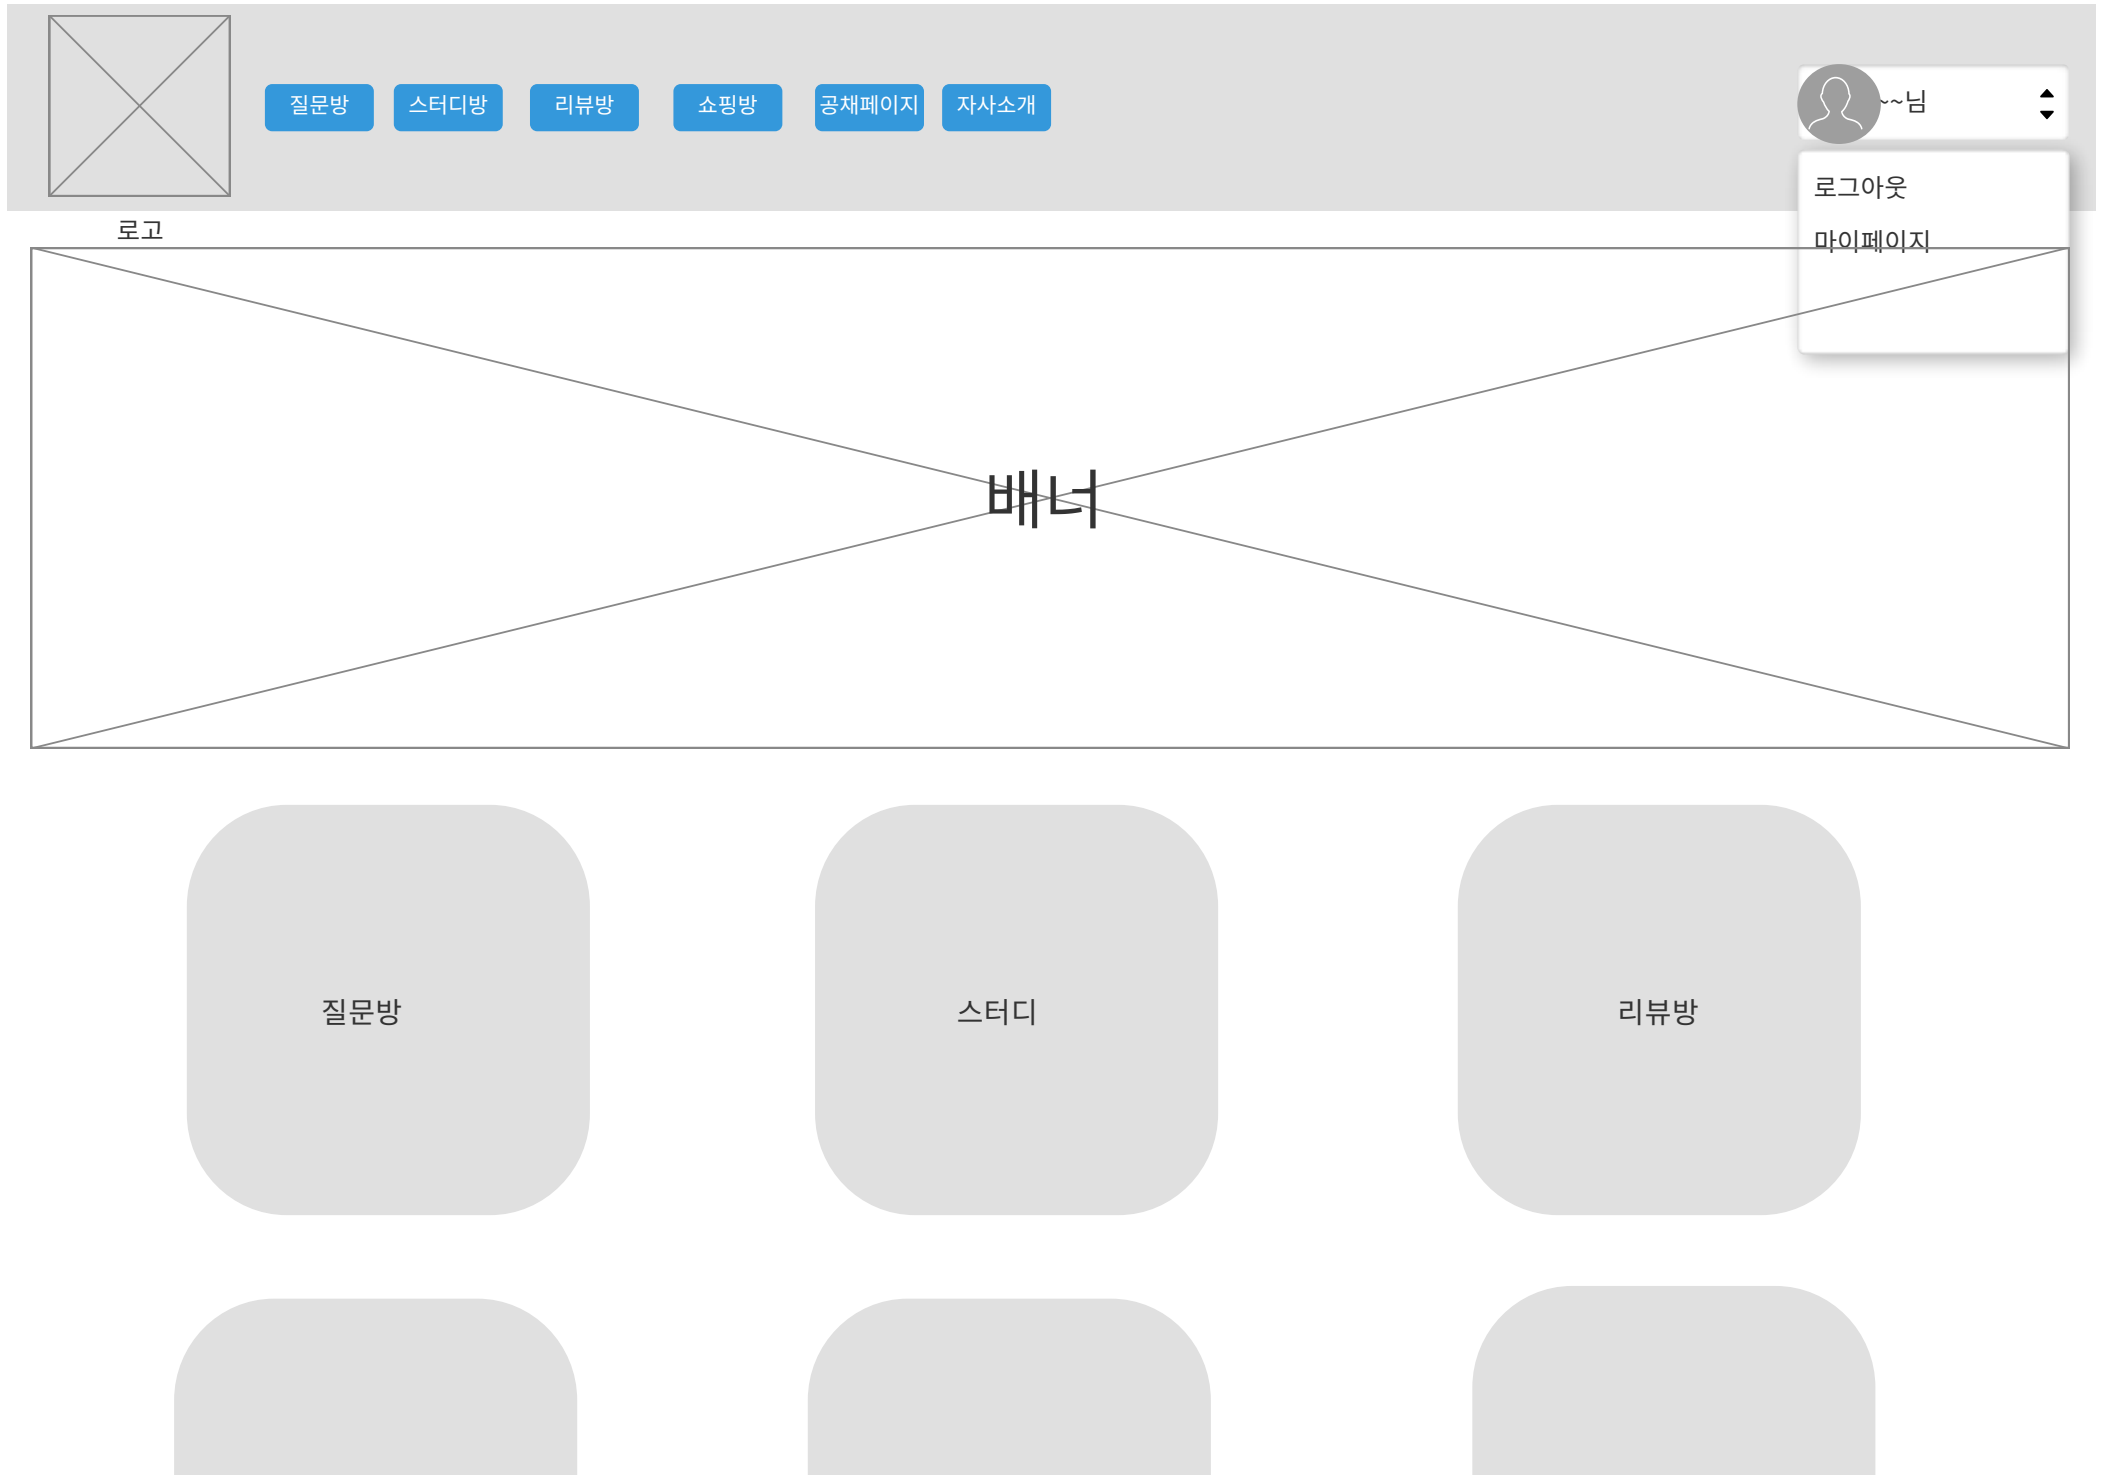 질문방
스터디방
리뷰방
쇼핑방
공채페이지
자사소개
~~님
로그아웃
마이페이지
로고
배너
질문방
스터디
리뷰방